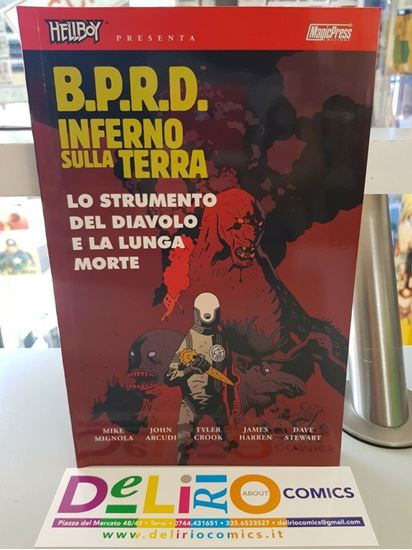 HELLBOY PRESENTA
MagicPress
B.P.R.D.
INFERNO
SULLA TERRA
LO STRUMENTO
DEL DIAVOLO
E LA LUNGA
MORTE
MIKE MIGNOLA
JOHN ARCUDI
TYLER CROOK
JAMES HARREN
DAVE STEWART
DeLiRiO ABOUT COMICS
Piazza del Mercato 48/49 • Terni • 0744.431651 • 335.6533527 • deliriocomics@gmail.com
www.deliriocomics.it